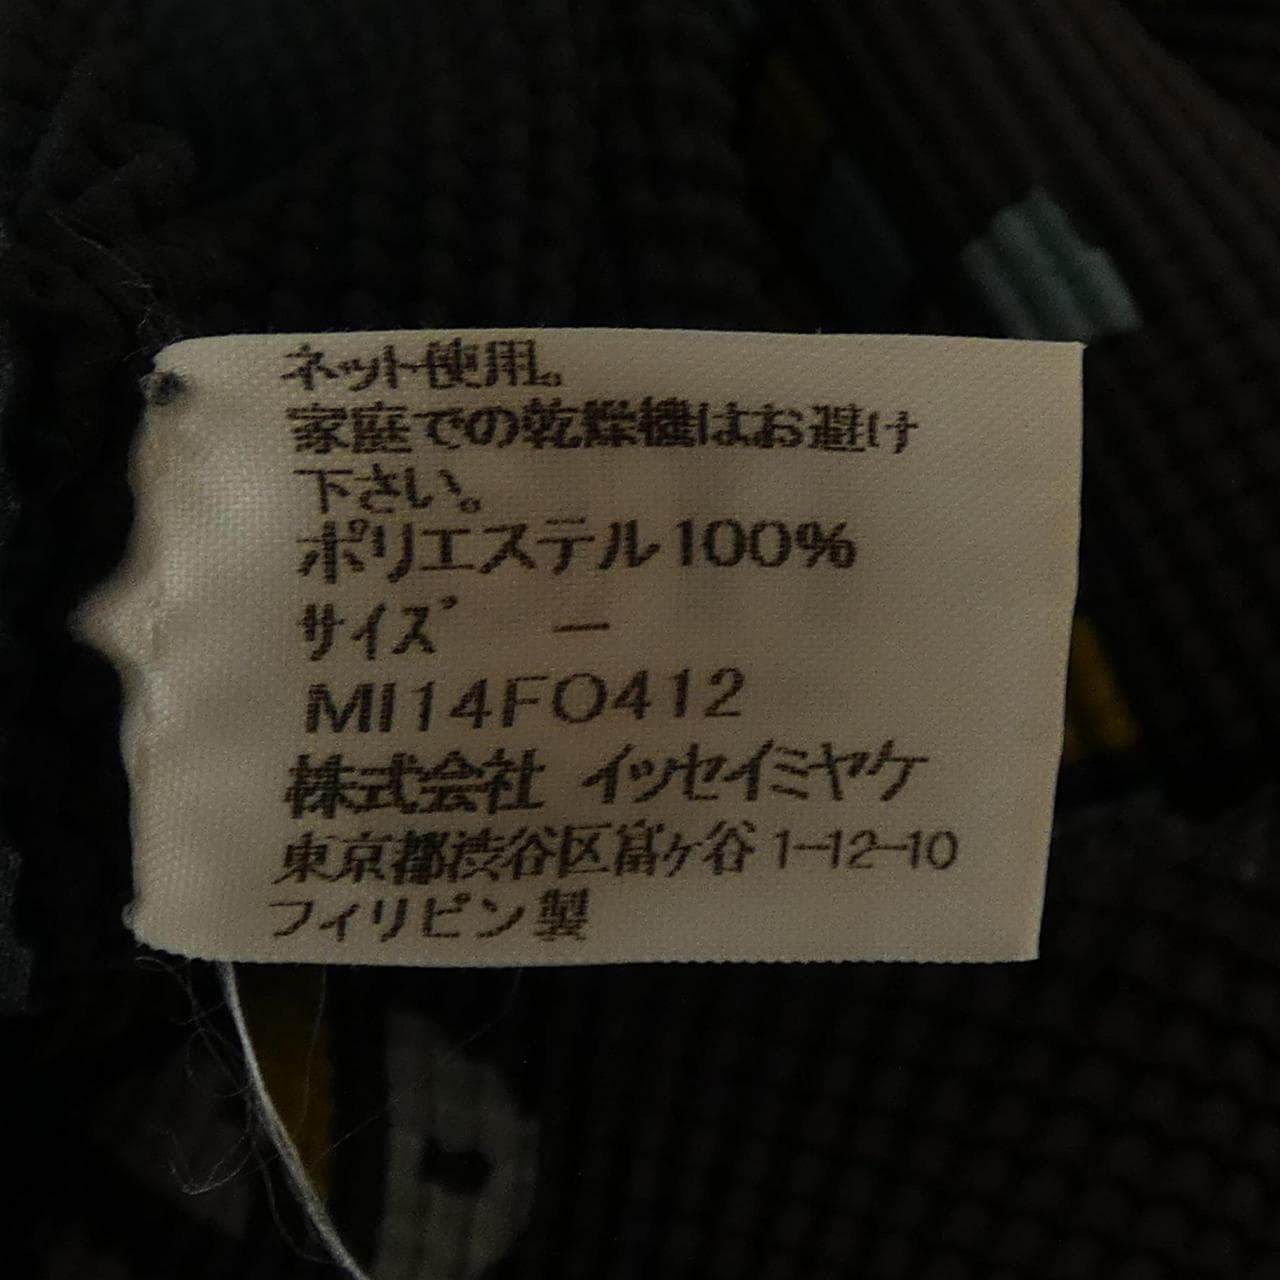 ネット使用。
家庭での乾燥機はお避け
下さい。
ポリエステル100%
サイズ ー
MI14FO412
株式会社 イッセイミヤケ
東京都渋谷区富ヶ谷1-12-10
フィリピン製